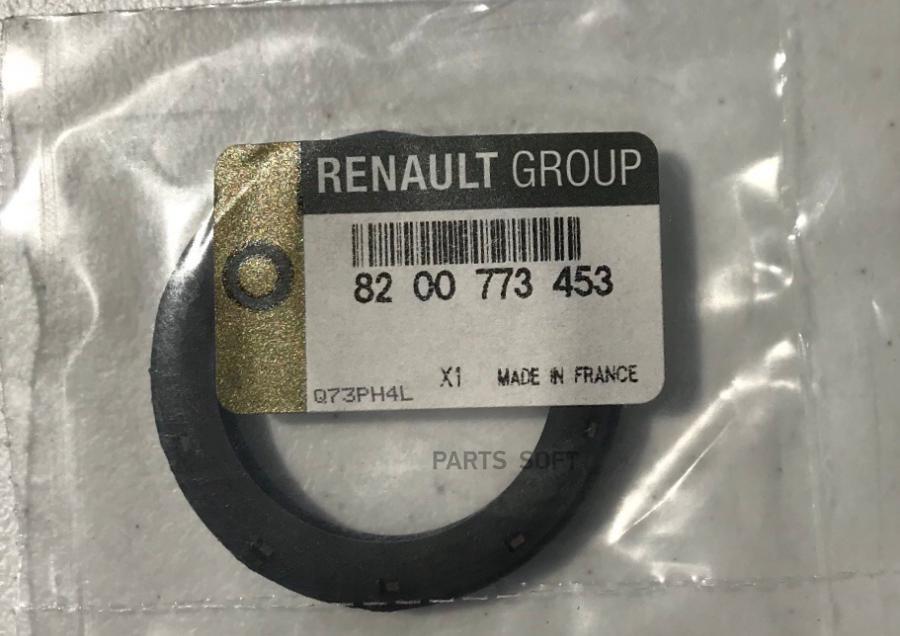 RENAULT GROUP
82 00 773 453
X1 MADE IN FRANCE
Q73PH4L
PARTS SOFT